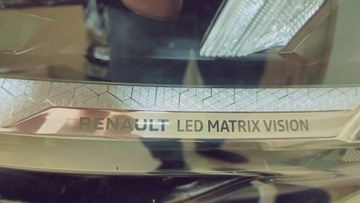 RENAULT LED MATRIX VISION